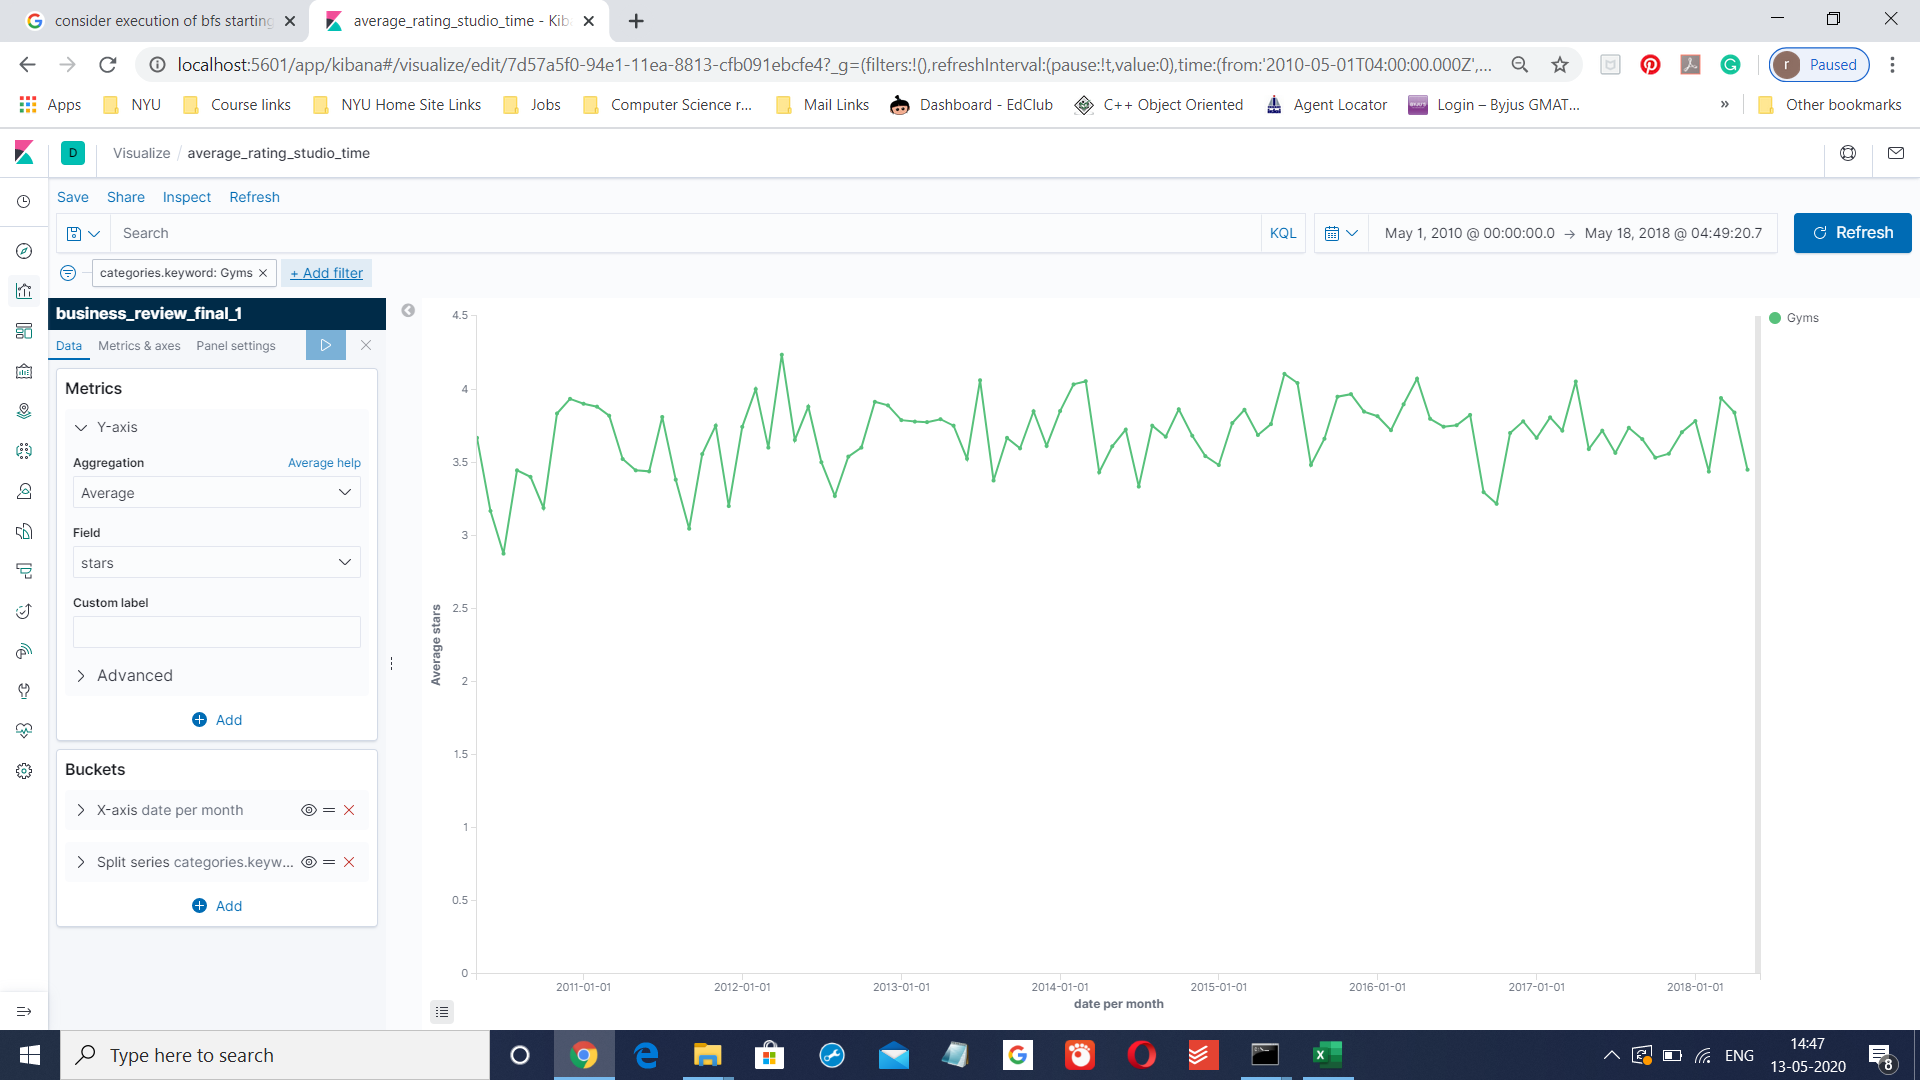 consider execution of bfs starting
average_rating_studio_time - Kib
localhost:5601/app/kibana#/visualize/edit/7d57a5f0-94e1-11ea-8813-cfb091ebcfe4?_g=(filters:!(),refreshInterval:(pause:!t,value:0),time:(from:'2010-05-01T04:00:00.000Z',...
r Paused
Apps NYU Course links NYU Home Site Links Jobs Computer Science r... Mail Links Dashboard - EdClub C++ Object Oriented Agent Locator Login – Byjus GMAT... » Other bookmarks
D Visualize / average_rating_studio_time
Save Share Inspect Refresh
Search KQL May 1, 2010 @ 00:00:00.0 → May 18, 2018 @ 04:49:20.7 Refresh
categories.keyword: Gyms + Add filter
business_review_final_1
Data Metrics & axes Panel settings
Metrics
Y-axis
Aggregation Average help
Average
Field
stars
Custom label
Advanced
Add
Buckets
X-axis date per month
Split series categories.keyw...
Add
4.5
4
3.5
3
2.5
2
1.5
1
0.5
0
Average stars
2011-01-01 2012-01-01 2013-01-01 2014-01-01 2015-01-01 2016-01-01 2017-01-01 2018-01-01
date per month
Gyms
Type here to search
ENG
14:47
13-05-2020
8